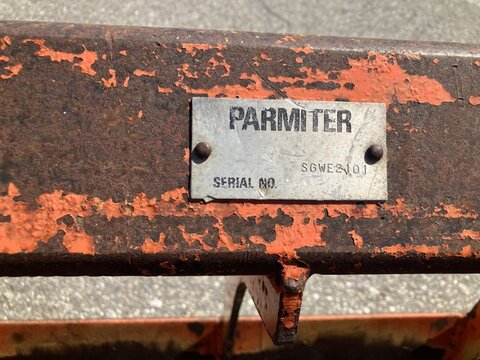 PARMITER
SGWE2101
SERIAL NO.